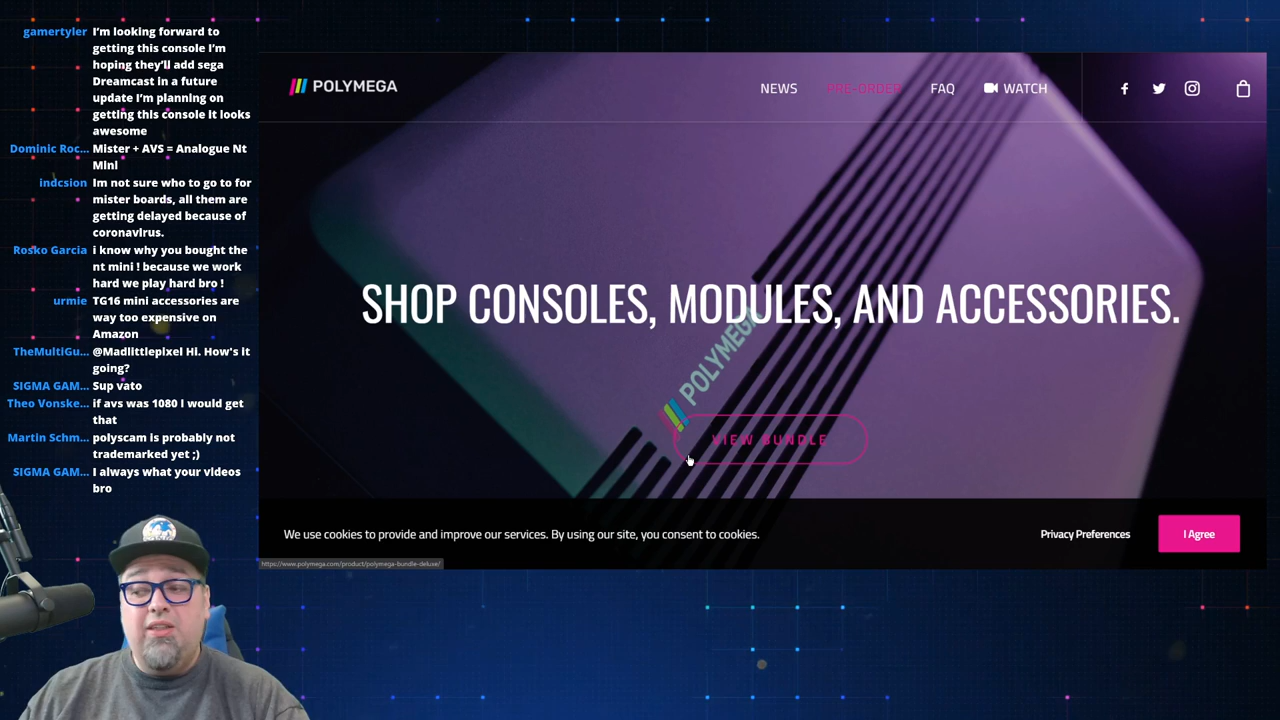 gamertyler I'm looking forward to
getting this console I'm
hoping they'll add sega
Dreamcast in a future
update I'm planning on
getting this console it looks
awesome
Dominic Roc... Mister + AVS = Analogue Nt
Mini
indcsion Im not sure who to go to for
mister boards, all them are
getting delayed because of
coronavirus.
Rosko Garcia i know why you bought the
nt mini ! because we work
hard we play hard bro !
urmie TG16 mini accessories are
way too expensive on
Amazon
TheMultiGu... @Madlittlepixel Hi. How's it
going?
SIGMA GAM... Sup vato
Theo Vonske... if avs was 1080 I would get
that
Martin Schm... polyscam is probably not
trademarked yet ;)
SIGMA GAM... I always what your videos
bro
POLYMEGA
NEWS PRE-ORDER FAQ WATCH
SHOP CONSOLES, MODULES, AND ACCESSORIES.
POLYMEGA
VIEW BUNDLE
We use cookies to provide and improve our services. By using our site, you consent to cookies.
Privacy Preferences
I Agree
https://www.polymega.com/product/polymega-bundle-deluxe/